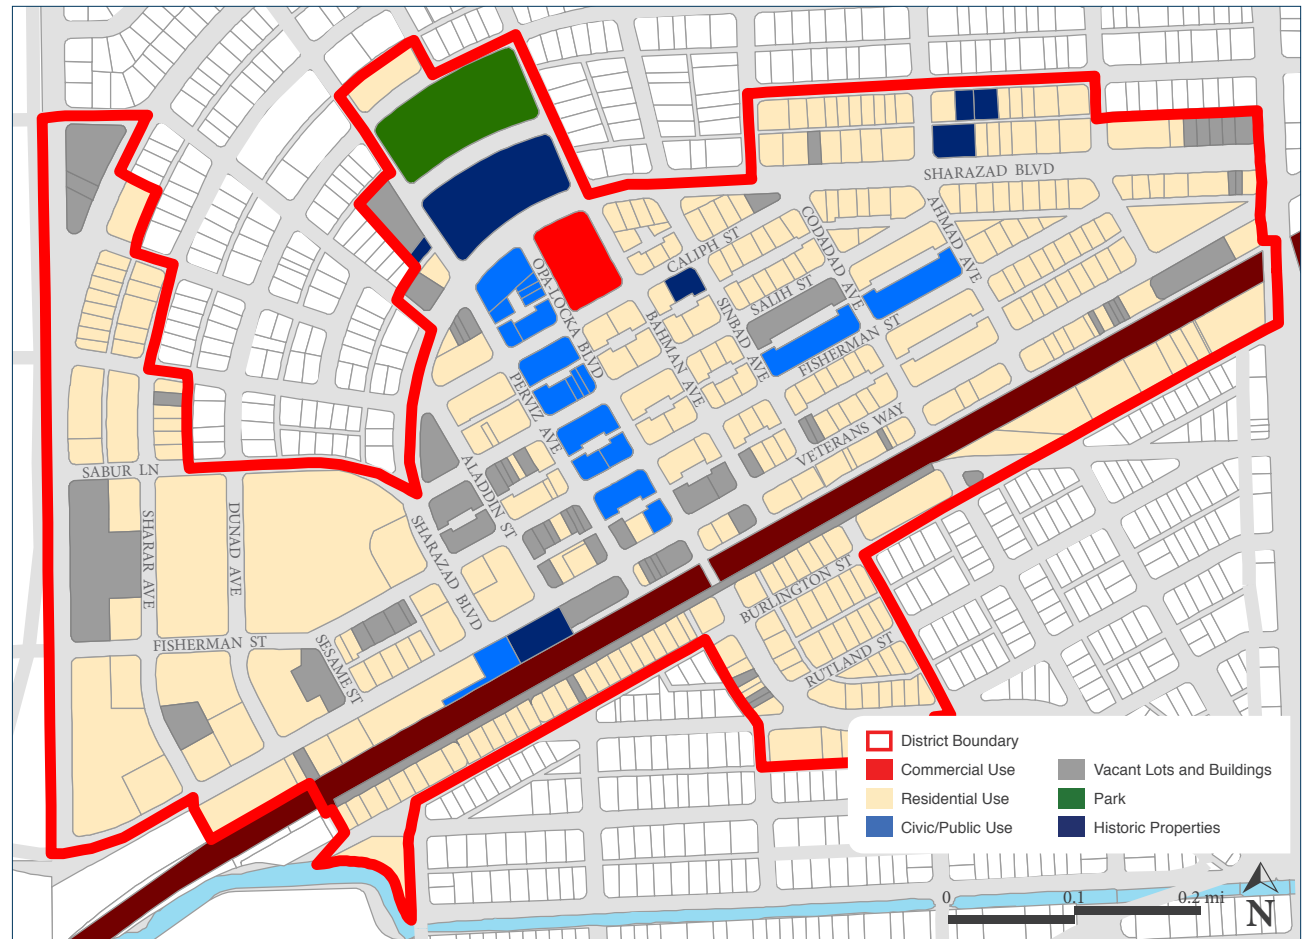 SHARAZAD BLVD
AHMAD AVE
CODADAD AVE
CALIPH ST
SALIH ST
OPA-LOCKA BLVD
BAHMAN AVE
SINBAD AVE
FISHERMAN ST
PERVIZ AVE
VETERANS WAY
SABUR LN
ALADDIN ST
SHARAR AVE
DUNAD AVE
SHARAZAD BLVD
BURLINGTON ST
FISHERMAN ST
SESAME ST
RUTLAND ST
District Boundary
Commercial Use
Vacant Lots and Buildings
Residential Use
Park
Civic/Public Use
Historic Properties
0 0.1 0.2 mi
N